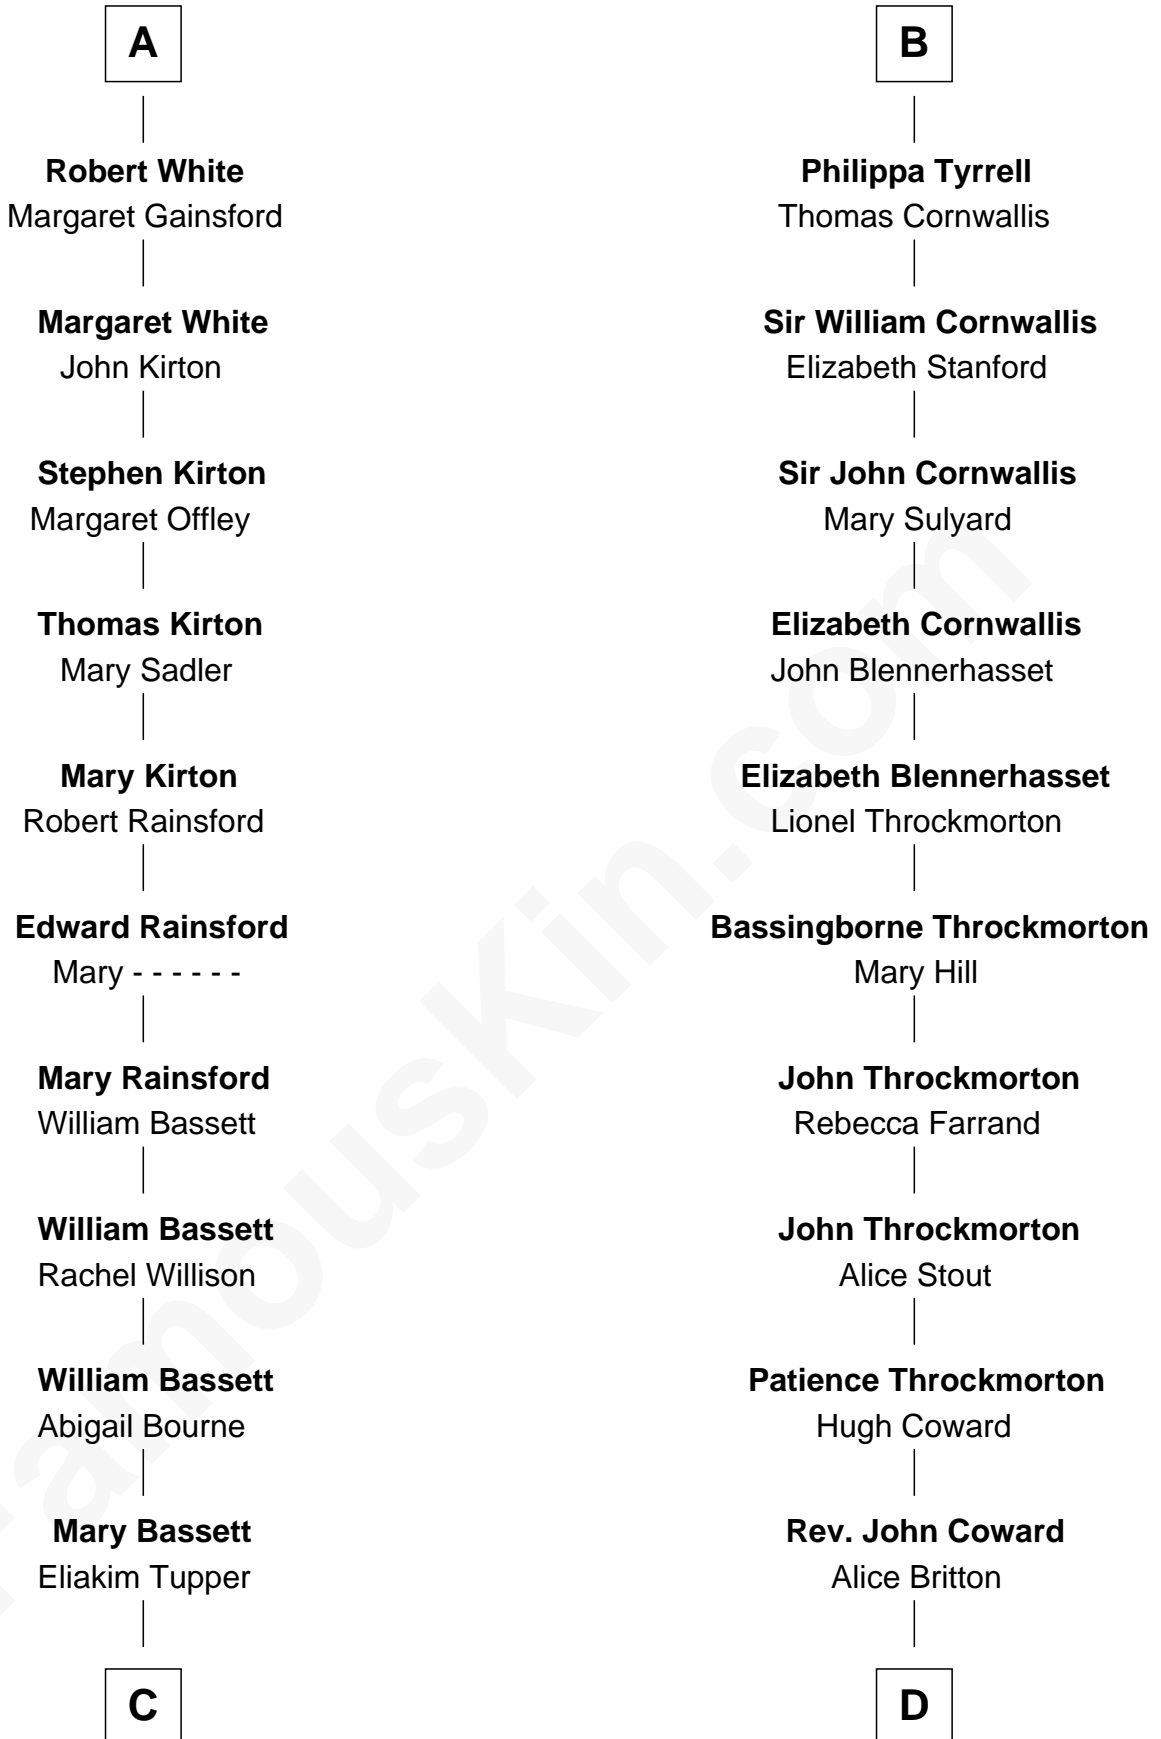 A
Robert White
Margaret Gainsford
Margaret White
John Kirton
Stephen Kirton
Margaret Offley
Thomas Kirton
Mary Sadler
Mary Kirton
Robert Rainsford
Edward Rainsford
Mary - - - - - -
Mary Rainsford
William Bassett
William Bassett
Rachel Willison
William Bassett
Abigail Bourne
Mary Bassett
Eliakim Tupper
C
B
Philippa Tyrrell
Thomas Cornwallis
Sir William Cornwallis
Elizabeth Stanford
Sir John Cornwallis
Mary Sulyard
Elizabeth Cornwallis
John Blennerhasset
Elizabeth Blennerhasset
Lionel Throckmorton
Bassingborne Throckmorton
Mary Hill
John Throckmorton
Rebecca Farrand
John Throckmorton
Alice Stout
Patience Throckmorton
Hugh Coward
Rev. John Coward
Alice Britton
D
FamousKin.com